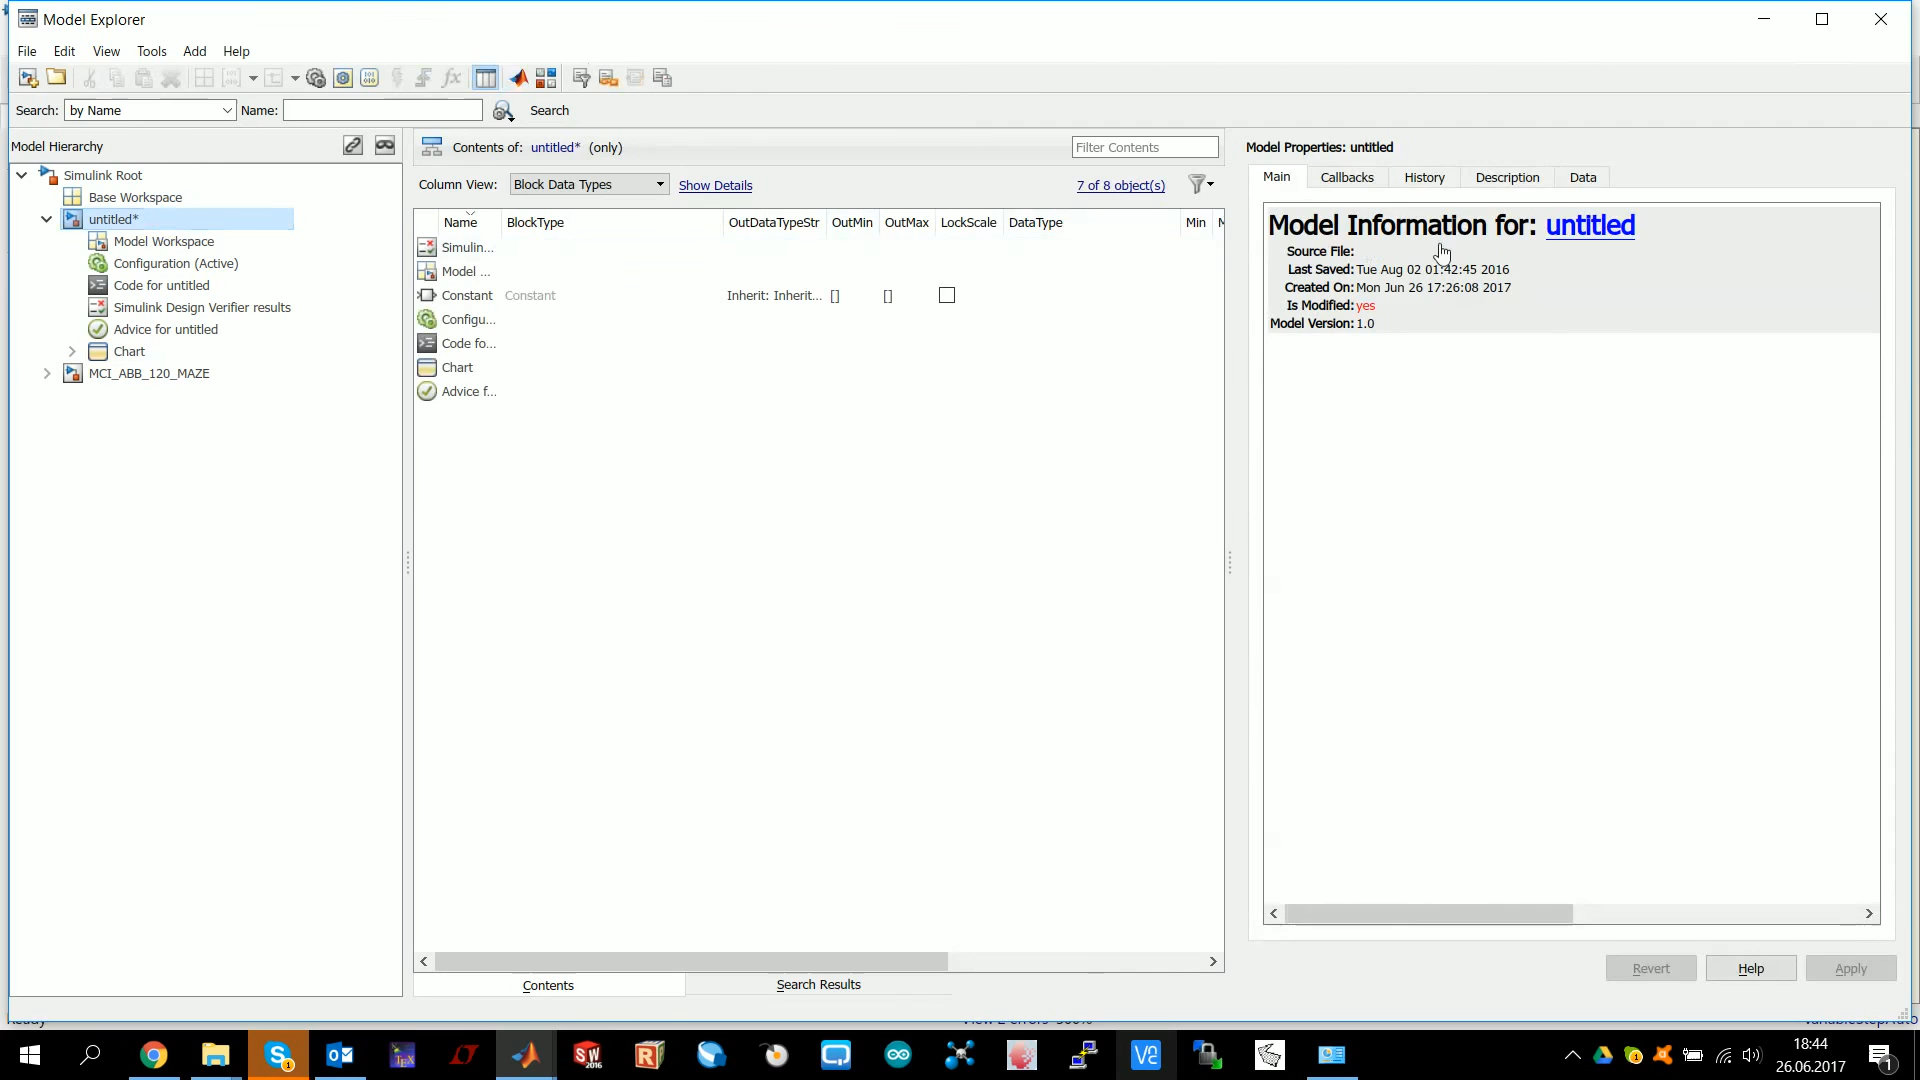 Model Explorer
File Edit View Tools Add Help
Search: by Name Name: Search
Model Hierarchy
Simulink Root
Base Workspace
untitled*
Model Workspace
Configuration (Active)
Code for untitled
Simulink Design Verifier results
Advice for untitled
Chart
MCI_ABB_120_MAZE
Contents of: untitled* (only) Filter Contents
Column View: Block Data Types Show Details 7 of 8 object(s)
Name BlockType OutDataTypeStr OutMin OutMax LockScale DataType Min
Simulin...
Model ...
Constant Constant Inherit: Inherit... [] []
Configu...
Code fo...
Chart
Advice f...
Contents Search Results
Model Properties: untitled
Main Callbacks History Description Data
Model Information for: untitled
Source File:
Last Saved: Tue Aug 02 01:42:45 2016
Created On: Mon Jun 26 17:26:08 2017
Is Modified: yes
Model Version: 1.0
Revert Help Apply
18:44
26.06.2017